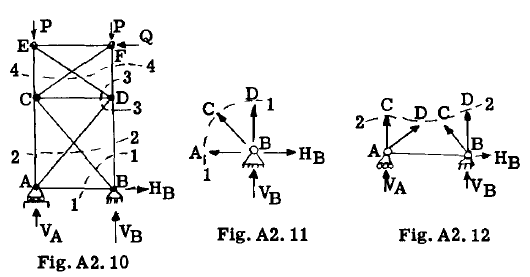 P P
E Q
F
4 4
3
C D
3
2 2
1
A B H_B
1
V_A V_B
Fig. A2.10
C D 1
A B H_B
1
V_B
Fig. A2.11
C D C D
2 2
A B H_B
V_A V_B
Fig. A2.12